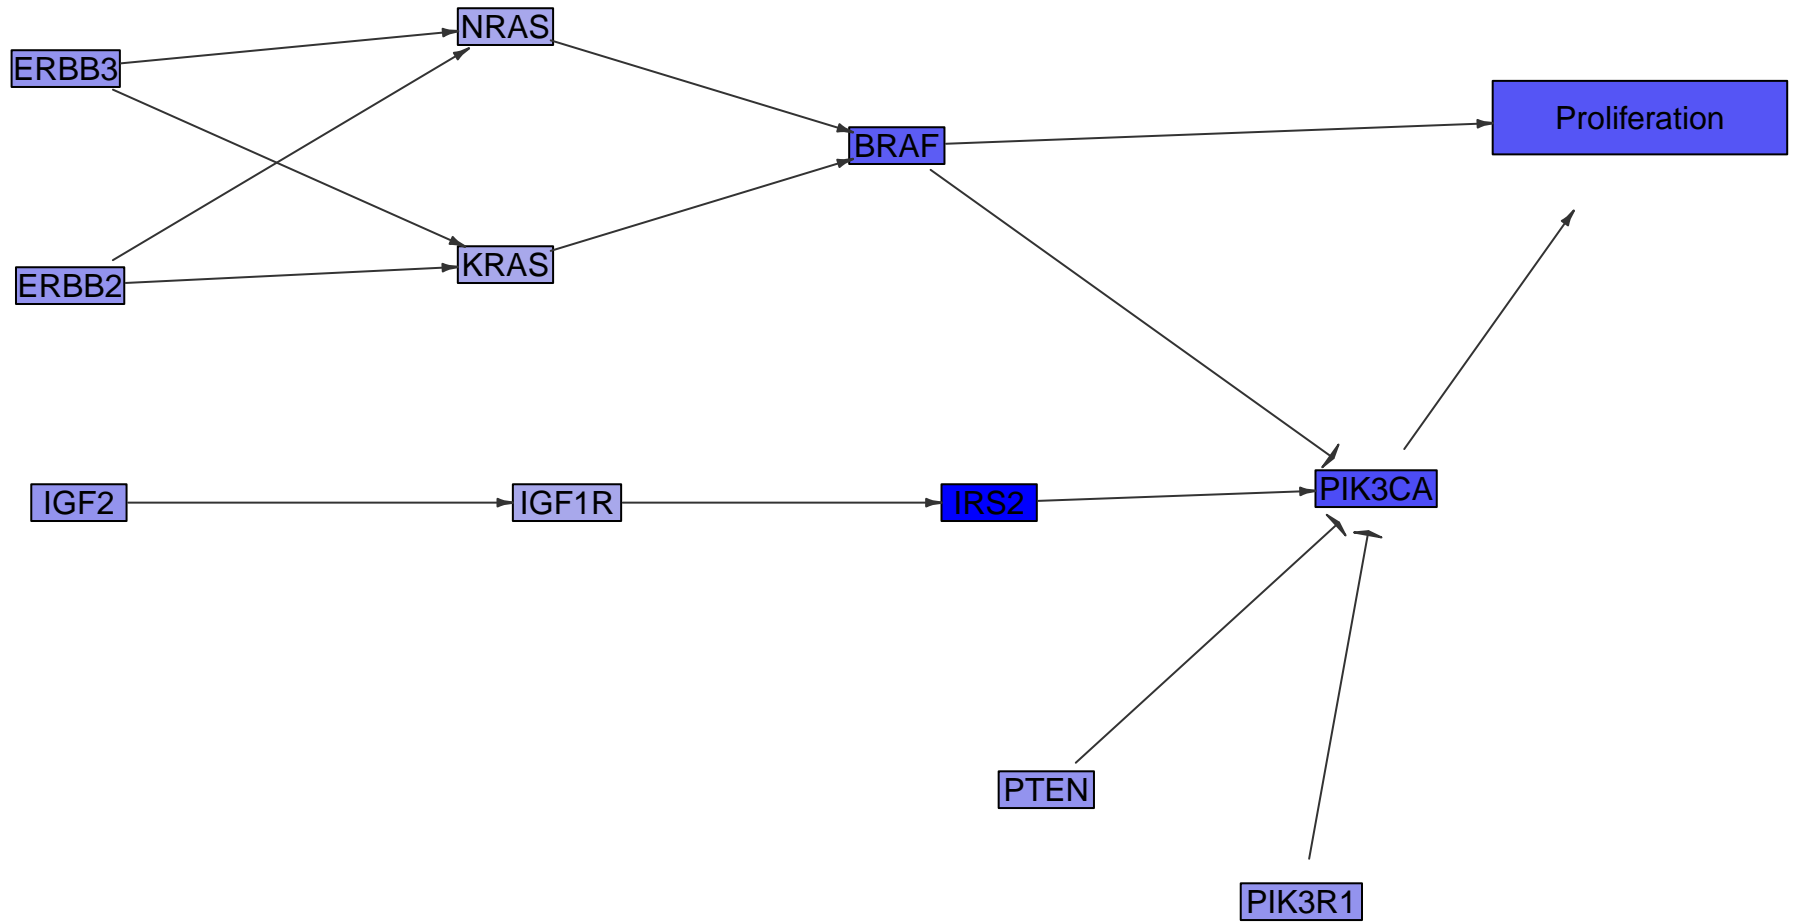 NRAS
ERBB3
Proliferation
BRAF
KRAS
ERBB2
IGF2
IGF1R
IRS2
PIK3CA
PTEN
PIK3R1